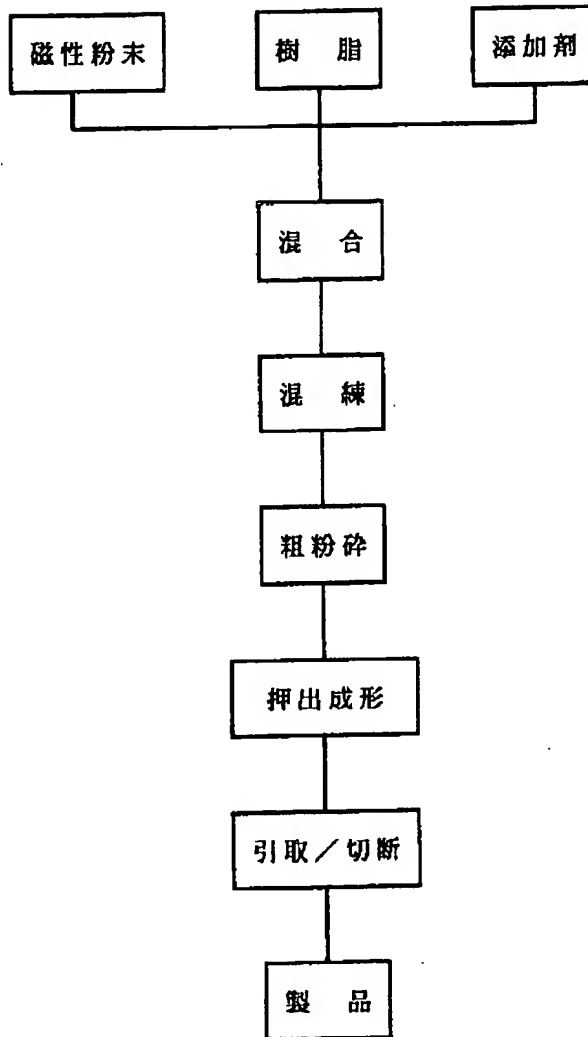 磁性粉末 樹脂 添加剤
混合
混練
粗粉砕
押出成形
引取／切断
製品